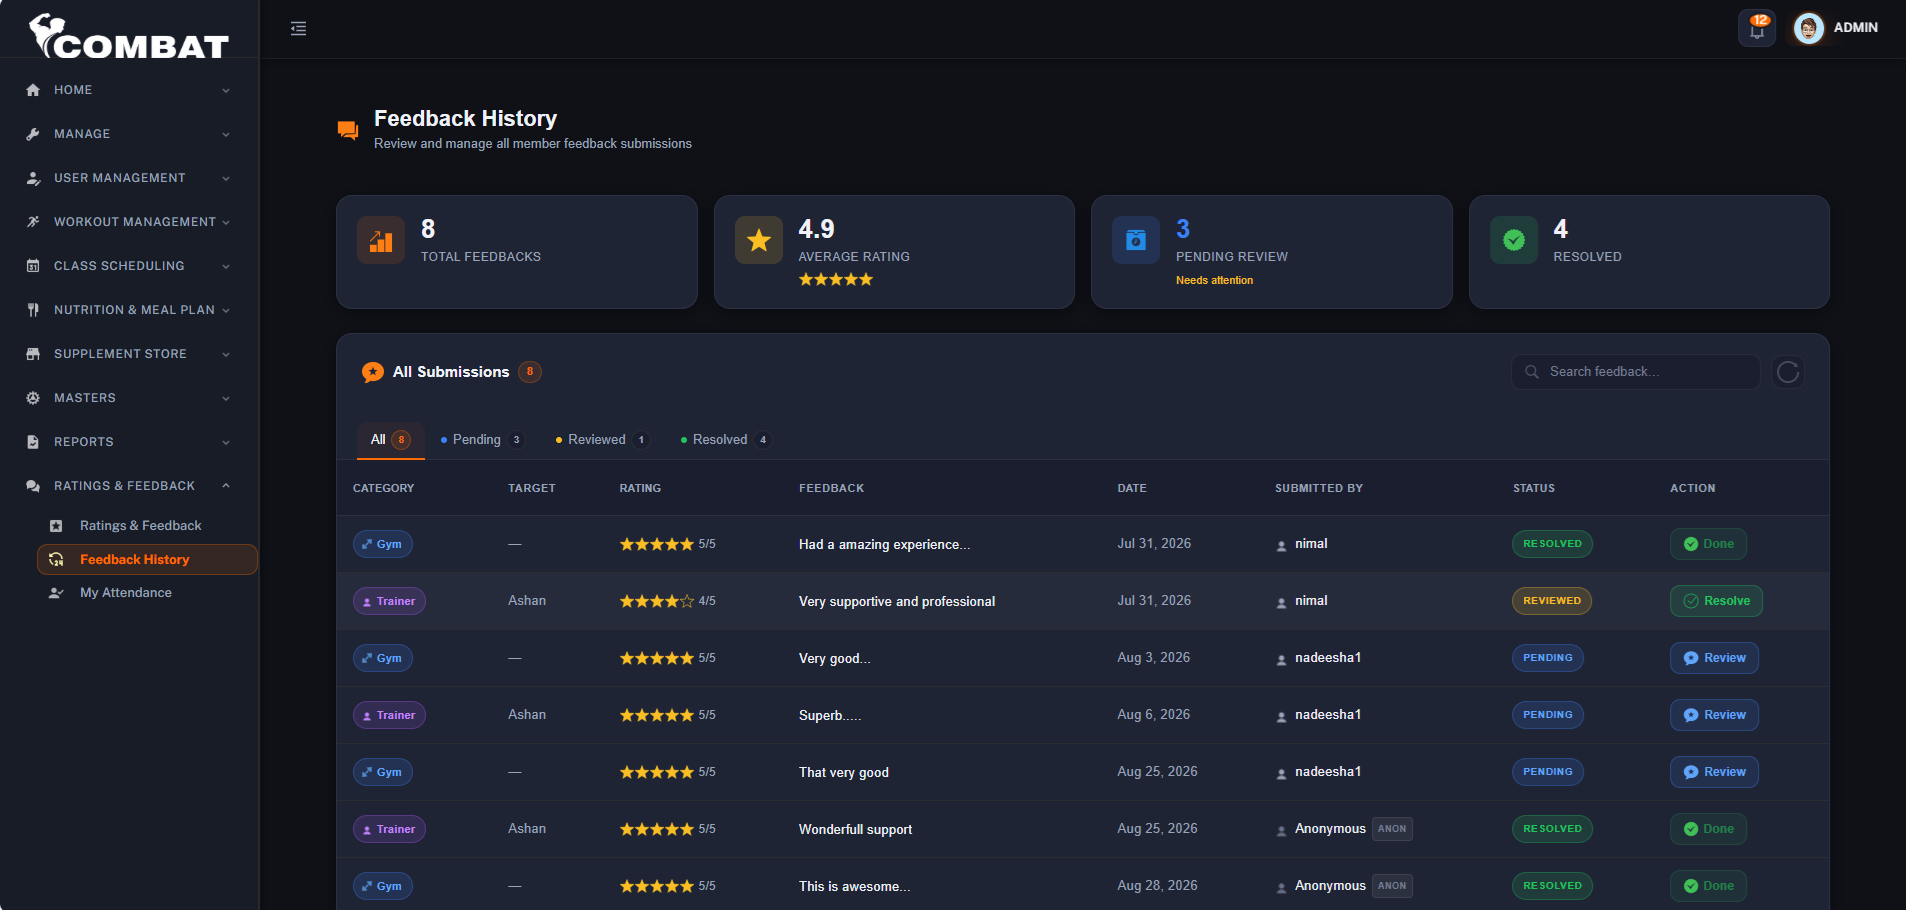 COMBAT
12
ADMIN
HOME
MANAGE
USER MANAGEMENT
WORKOUT MANAGEMENT
CLASS SCHEDULING
NUTRITION & MEAL PLAN
SUPPLEMENT STORE
MASTERS
REPORTS
RATINGS & FEEDBACK
Ratings & Feedback
Feedback History
My Attendance
Feedback History
Review and manage all member feedback submissions
8
TOTAL FEEDBACKS
4.9
AVERAGE RATING
3
PENDING REVIEW
Needs attention
4
RESOLVED
All Submissions 8
Search feedback...
All 8 Pending 3 Reviewed 1 Resolved 4
CATEGORY TARGET RATING FEEDBACK DATE SUBMITTED BY STATUS ACTION
Gym — 5/5 Had a amazing experience... Jul 31, 2026 nimal RESOLVED Done
Trainer Ashan 4/5 Very supportive and professional Jul 31, 2026 nimal REVIEWED Resolve
Gym — 5/5 Very good... Aug 3, 2026 nadeesha1 PENDING Review
Trainer Ashan 5/5 Superb..... Aug 6, 2026 nadeesha1 PENDING Review
Gym — 5/5 That very good Aug 25, 2026 nadeesha1 PENDING Review
Trainer Ashan 5/5 Wonderfull support Aug 25, 2026 Anonymous ANON RESOLVED Done
Gym — 5/5 This is awesome... Aug 28, 2026 Anonymous ANON RESOLVED Done